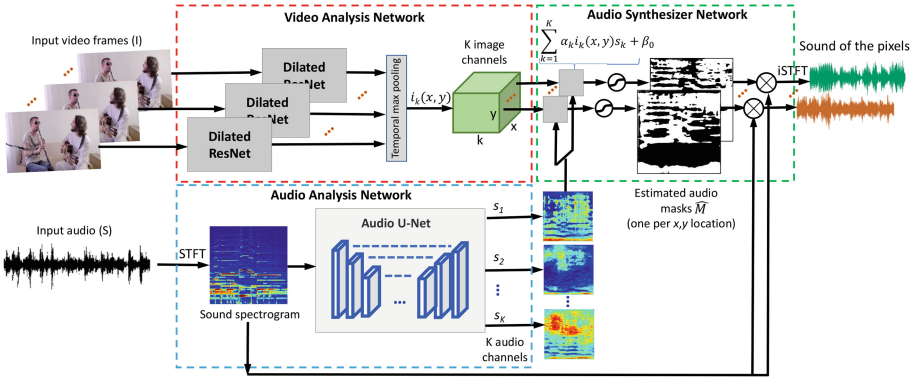 Video Analysis Network
Audio Synthesizer Network
Input video frames (I)
Dilated
ResNet
Dilated
ResNet
Dilated
ResNet
Temporal max pooling
i_k(x, y)
K image
channels
y
x
k
K
∑ α_k i_k(x, y)s_k + β_0
k=1
Sound of the pixels
iSTFT
Estimated audio
masks M̂
(one per x,y location)
Audio Analysis Network
Input audio (S)
STFT
Sound spectrogram
Audio U-Net
...
s_1
s_2
s_K
K audio
channels